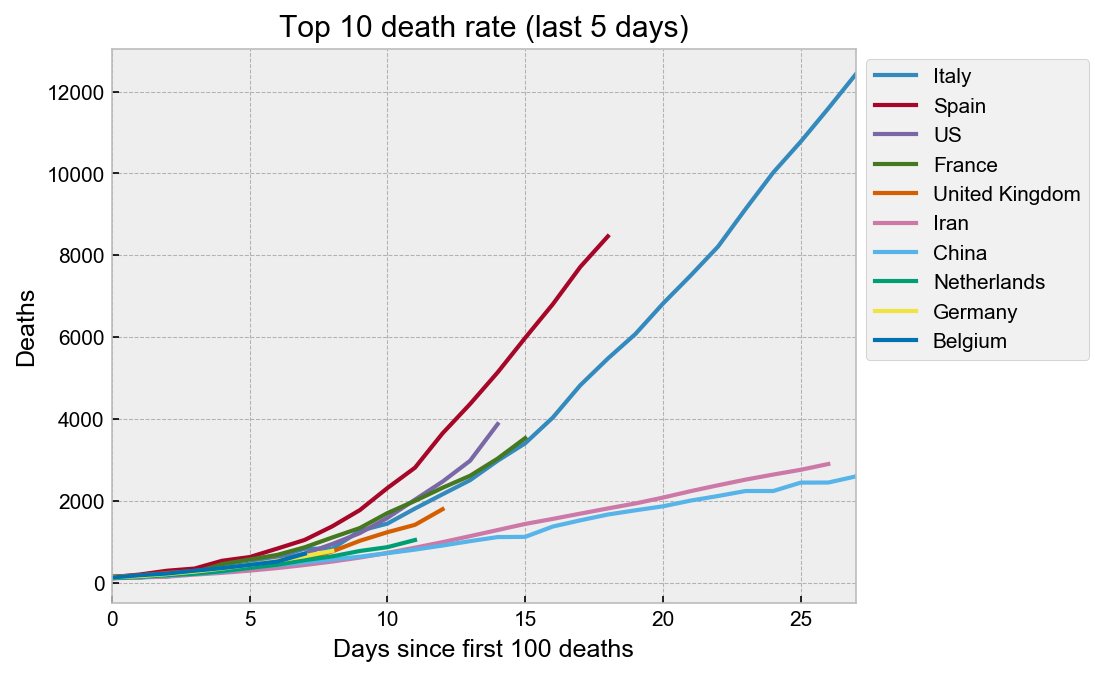 Top 10 death rate (last 5 days)
Deaths
12000
10000
8000
6000
4000
2000
0
0 5 10 15 20 25
Days since first 100 deaths
Italy
Spain
US
France
United Kingdom
Iran
China
Netherlands
Germany
Belgium